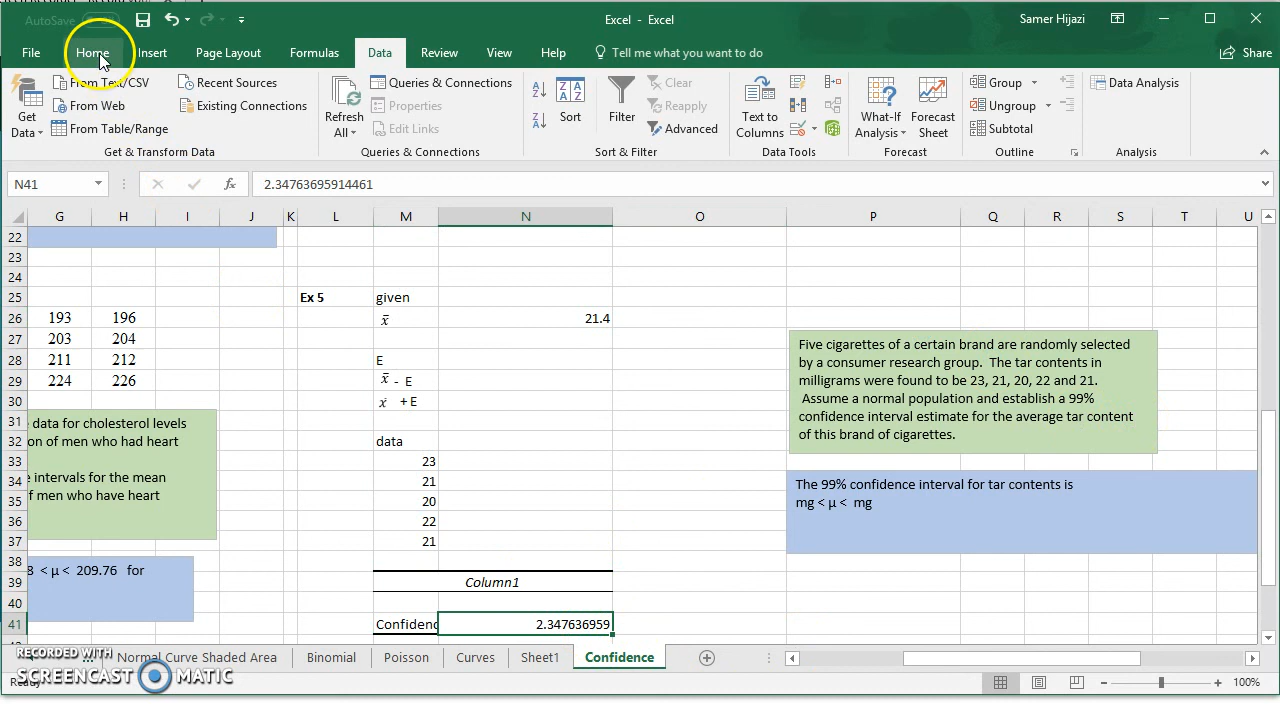 AutoSave
Excel - Excel
Samer Hijazi
File Home Insert Page Layout Formulas Data Review View Help Tell me what you want to do Share
Get Data
From Text/CSV
From Web
From Table/Range
Recent Sources
Existing Connections
Get & Transform Data
Refresh All
Queries & Connections
Properties
Edit Links
Queries & Connections
Sort
Filter
Clear
Reapply
Advanced
Sort & Filter
Text to Columns
Data Tools
What-If Analysis
Forecast Sheet
Forecast
Group
Ungroup
Subtotal
Outline
Data Analysis
Analysis
N41 fx 2.34763695914461
G H I J K L M N O P Q R S T U
22
23
24
25 Ex 5 given
26 193 196 x̄ 21.4
27 203 204
28 211 212 E
29 224 226 x̄ - E
30 x̄ + E
31
32 data
33 23
34 21
35 20
36 22
37 21
38
39 Column1
40
41 Confidenc 2.347636959
data for cholesterol levels
on of men who had heart
intervals for the mean
f men who have heart
8 < μ < 209.76 for
Five cigarettes of a certain brand are randomly selected
by a consumer research group. The tar contents in
milligrams were found to be 23, 21, 20, 22 and 21.
Assume a normal population and establish a 99%
confidence interval estimate for the average tar content
of this brand of cigarettes.
The 99% confidence interval for tar contents is
mg < μ < mg
... Normal Curve Shaded Area Binomial Poisson Curves Sheet1 Confidence
RECORDED WITH
SCREENCAST MATIC
Ready
100%